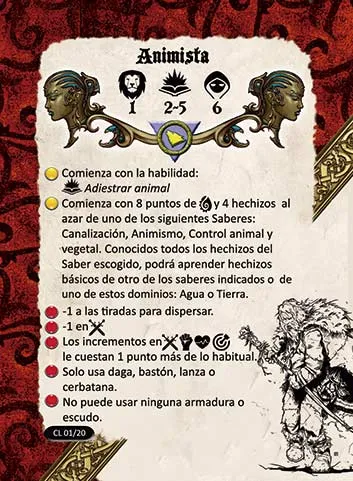 Animista
1 2-5 6
Comienza con la habilidad:
Adiestrar animal
Comienza con 8 puntos de y 4 hechizos al
azar de uno de los siguientes Saberes:
Canalización, Animismo, Control animal y
vegetal. Conocidos todos los hechizos del
Saber escogido, podrá aprender hechizos
básicos de otro de los saberes indicados o de
uno de estos dominios: Agua o Tierra.
-1 a las tiradas para dispersar.
-1 en
Los incrementos en
le cuestan 1 punto más de lo habitual.
Solo usa daga, bastón, lanza o
cerbatana.
No puede usar ninguna armadura o
escudo.
CL 01/20